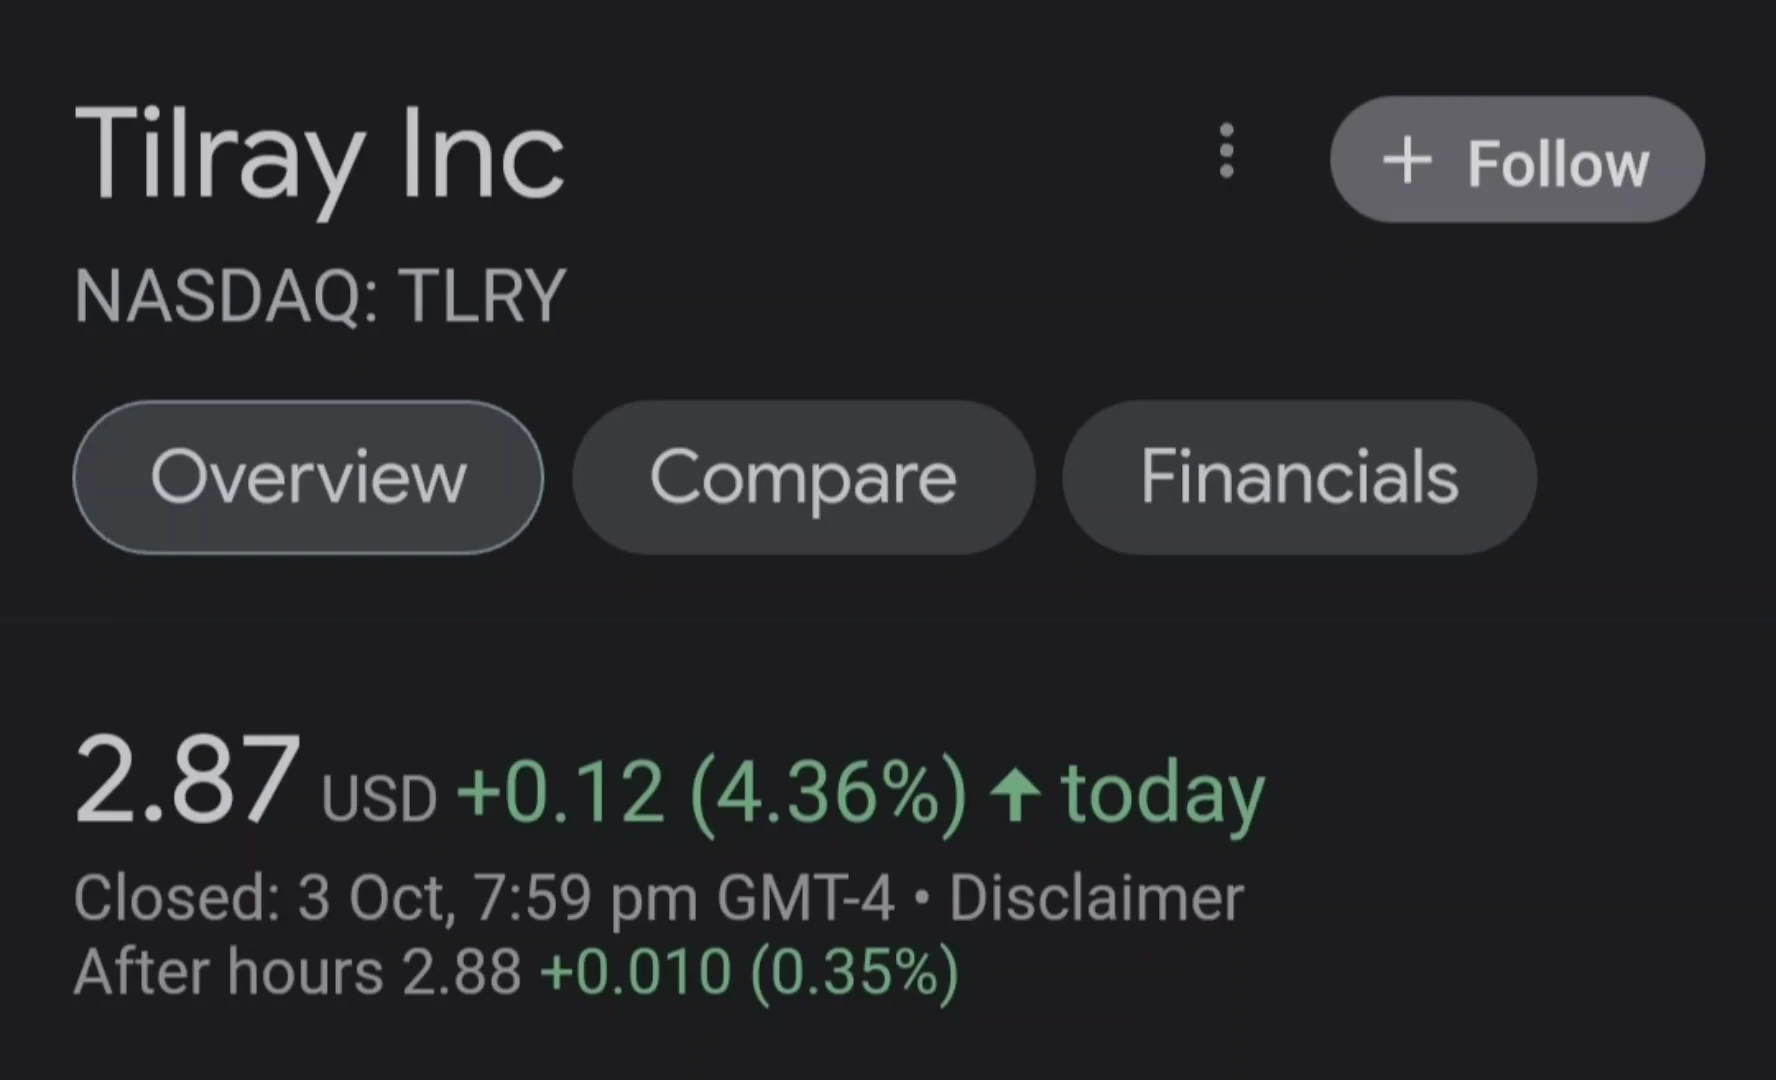 Tilray Inc
+ Follow
NASDAQ: TLRY
Overview Compare Financials
2.87 USD +0.12 (4.36%) ↑ today
Closed: 3 Oct, 7:59 pm GMT-4 • Disclaimer
After hours 2.88 +0.010 (0.35%)